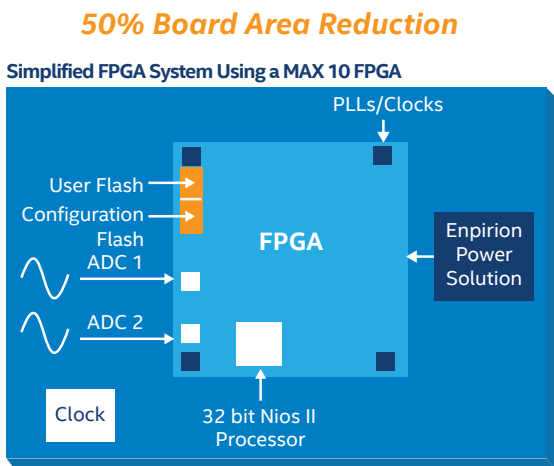 50% Board Area Reduction
Simplified FPGA System Using a MAX 10 FPGA
PLLs/Clocks
User Flash
Configuration
Flash
FPGA
Enpirion
Power
Solution
ADC 1
ADC 2
Clock
32 bit Nios II
Processor